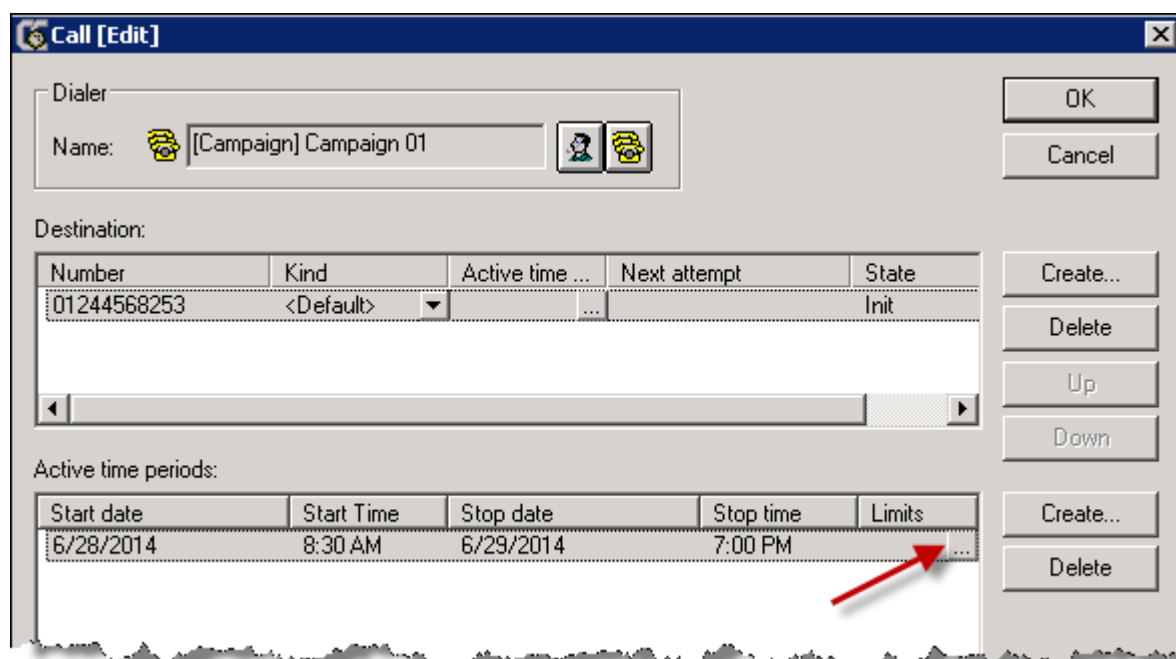 Call [Edit]
Dialer
OK
Name: [Campaign] Campaign 01
Cancel
Destination:
Number Kind Active time ... Next attempt State
Create...
01244568253 <Default> ... Init
Delete
Up
Down
Active time periods:
Start date Start Time Stop date Stop time Limits
Create...
6/28/2014 8:30 AM 6/29/2014 7:00 PM ...
Delete